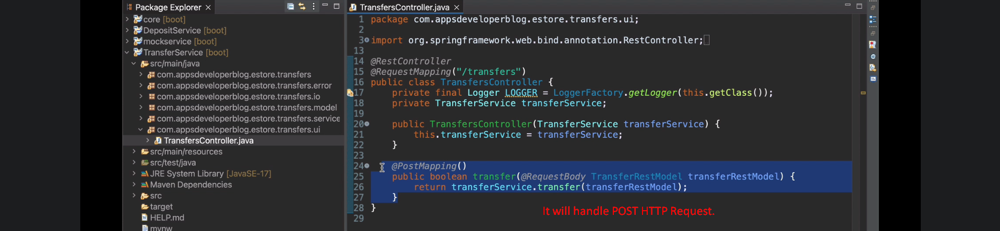 Package Explorer
core [boot]
DepositService [boot]
mockservice [boot]
TransferService [boot]
src/main/java
com.appsdeveloperblog.estore.transfers
com.appsdeveloperblog.estore.transfers.error
com.appsdeveloperblog.estore.transfers.io
com.appsdeveloperblog.estore.transfers.model
com.appsdeveloperblog.estore.transfers.service
com.appsdeveloperblog.estore.transfers.ui
TransfersController.java
src/main/resources
src/test/java
JRE System Library [JavaSE-17]
Maven Dependencies
src
target
HELP.md
mvnw
TransfersController.java
1 package com.appsdeveloperblog.estore.transfers.ui;
2
3 import org.springframework.web.bind.annotation.RestController;
13
14 @RestController
15 @RequestMapping("/transfers")
16 public class TransfersController {
17 private final Logger LOGGER = LoggerFactory.getLogger(this.getClass());
18 private TransferService transferService;
19
20 public TransfersController(TransferService transferService) {
21 this.transferService = transferService;
22 }
23
24 @PostMapping()
25 public boolean transfer(@RequestBody TransferRestModel transferRestModel) {
26 return transferService.transfer(transferRestModel);
27 }
28 }
29
It will handle POST HTTP Request.